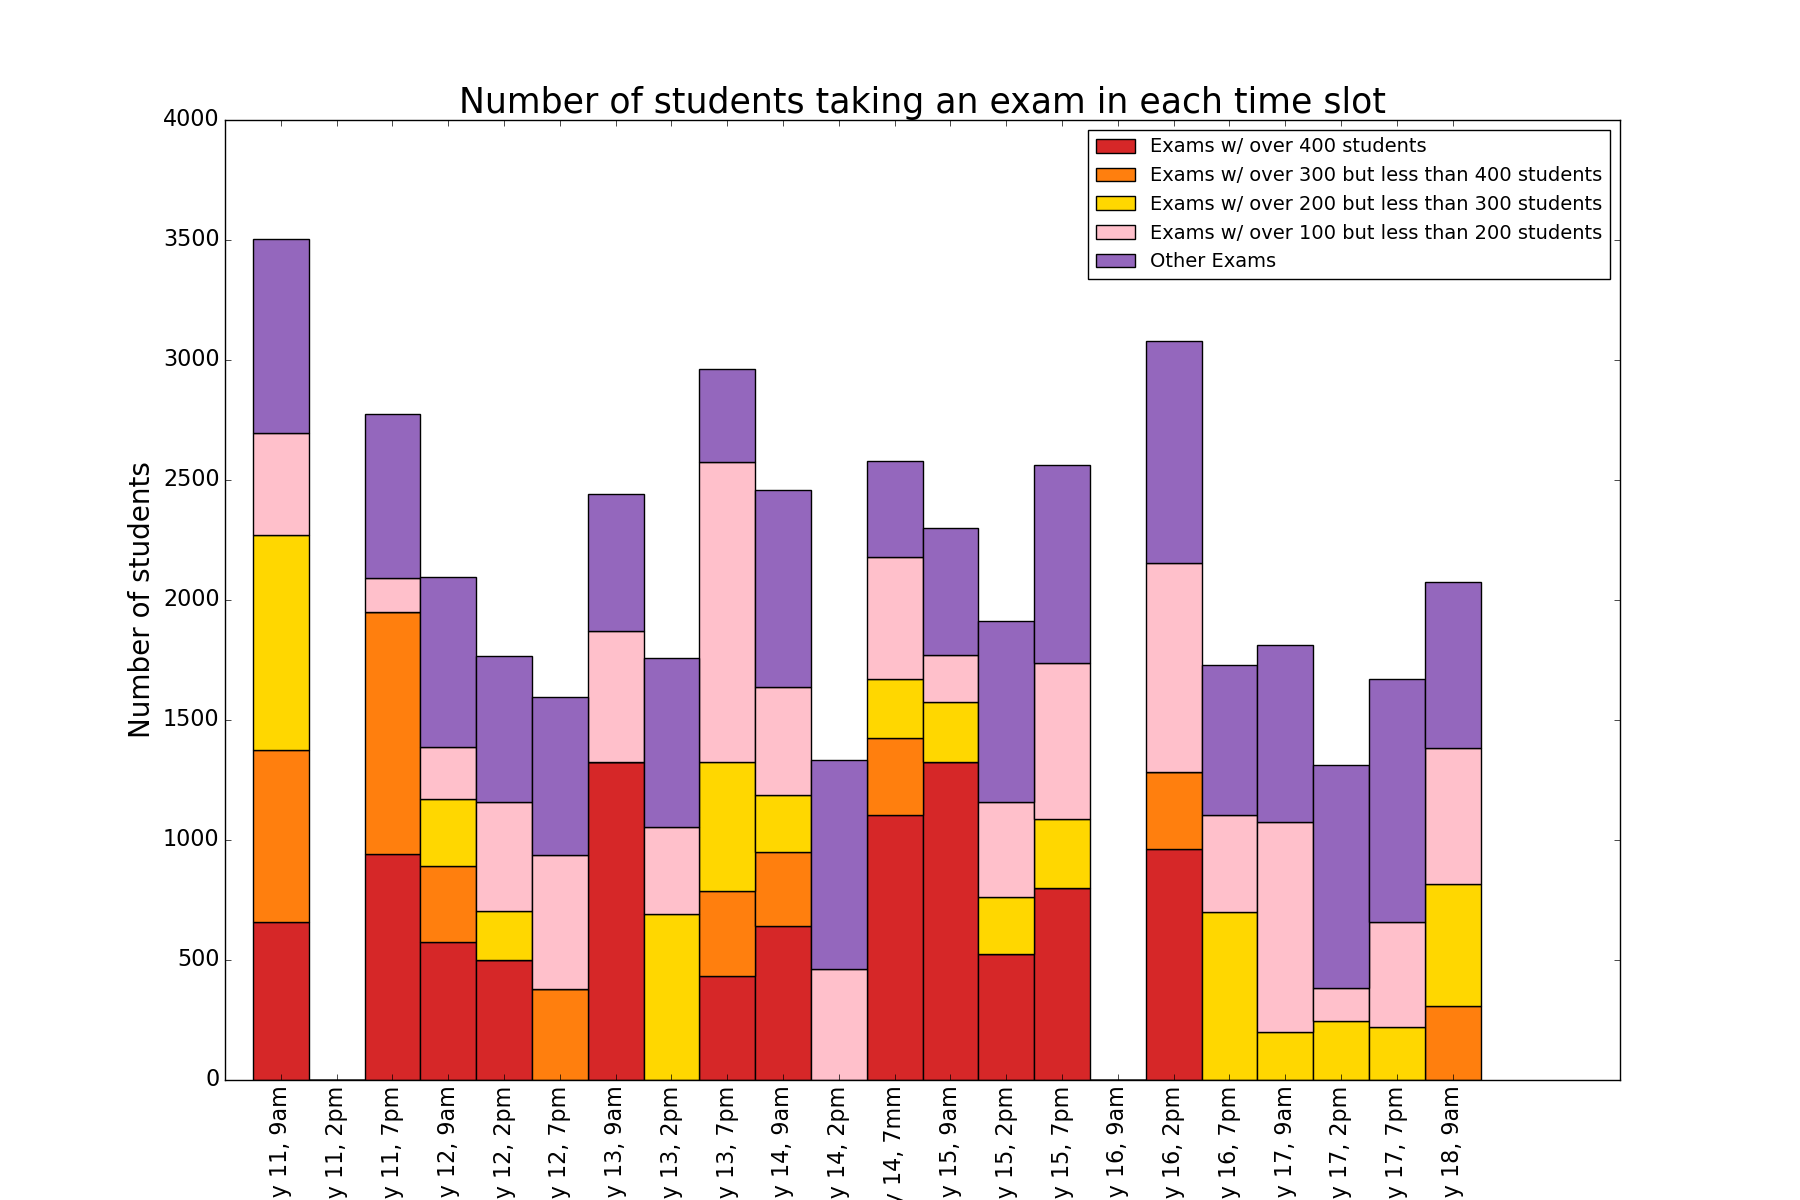 Number of students taking an exam in each time slot
Exams w/ over 400 students
Exams w/ over 300 but less than 400 students
Exams w/ over 200 but less than 300 students
Exams w/ over 100 but less than 200 students
Other Exams
Number of students
4000
3500
3000
2500
2000
1500
1000
500
0
y 11, 9am
y 11, 2pm
y 11, 7pm
y 12, 9am
y 12, 2pm
y 12, 7pm
y 13, 9am
y 13, 2pm
y 13, 7pm
y 14, 9am
y 14, 2pm
y 14, 7mm
y 15, 9am
y 15, 2pm
y 15, 7pm
y 16, 9am
y 16, 2pm
y 16, 7pm
y 17, 9am
y 17, 2pm
y 17, 7pm
y 18, 9am